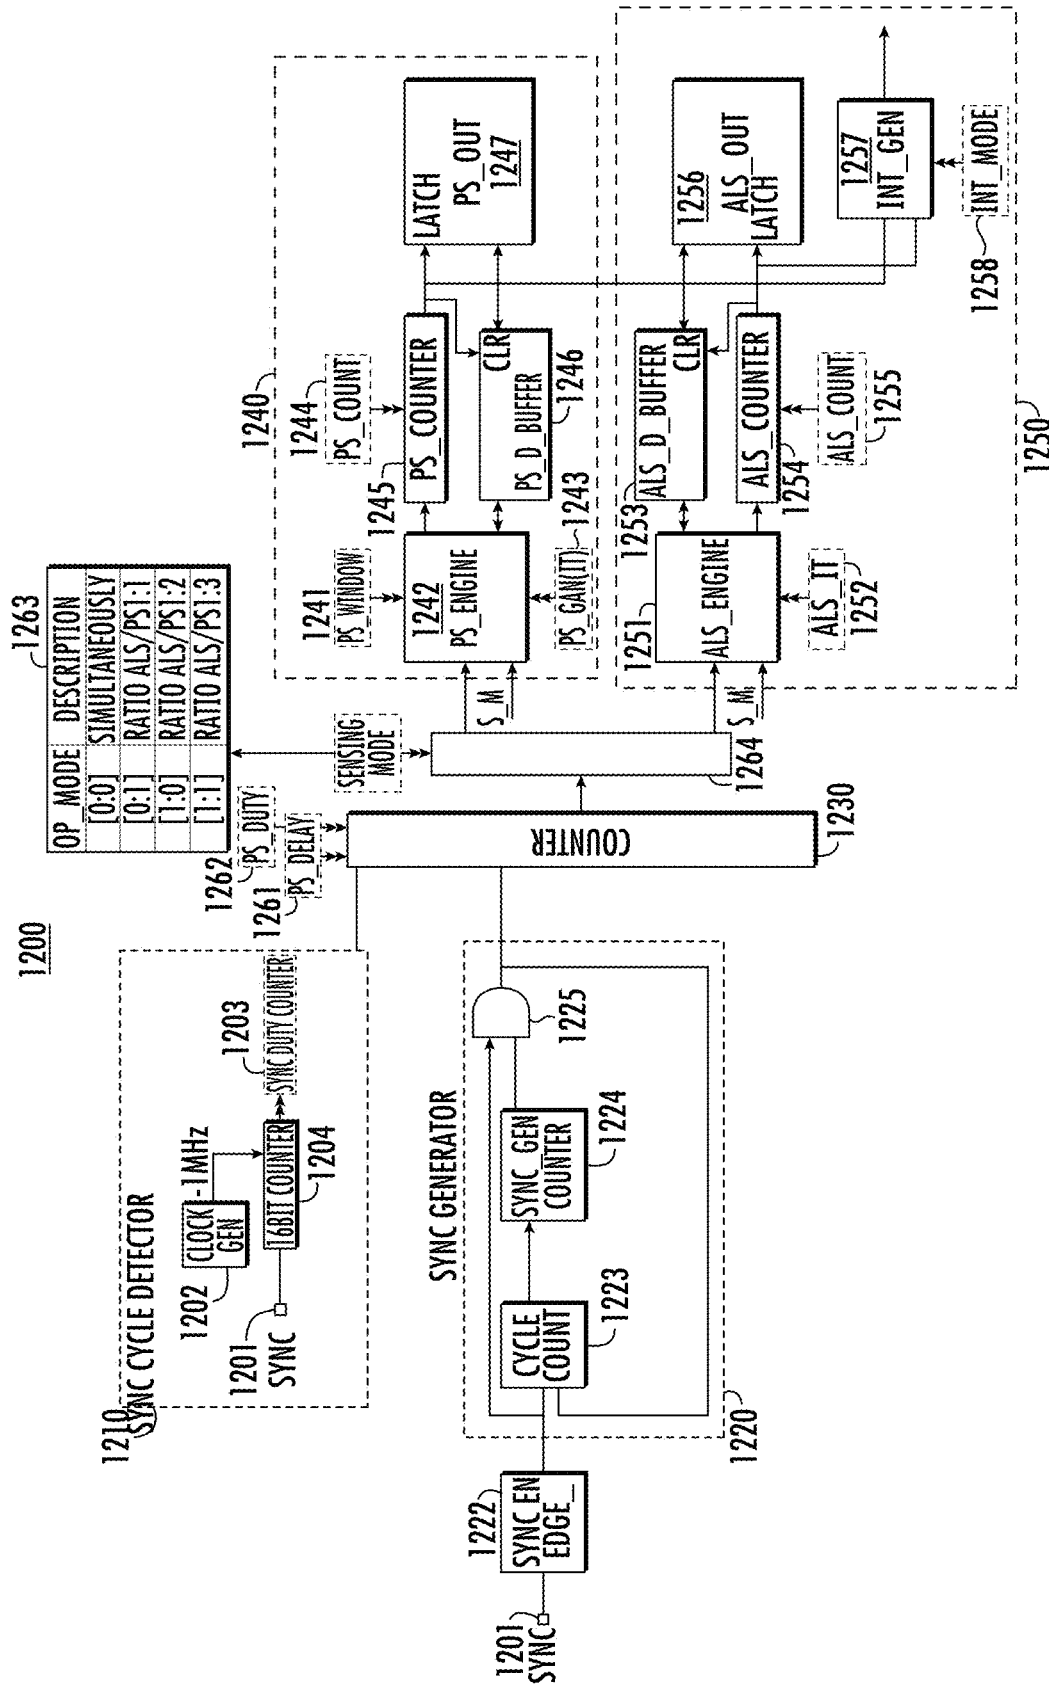 1200
1210
SYNC CYCLE DETECTOR
1202
CLOCK
GEN
-1MHz
1201
SYNC
16BIT COUNTER
1204
1203
SYNC DUTY COUNTER
1201
SYNC
1222
SYNC EN
EDGE_
SYNC GENERATOR
1220
CYCLE
COUNT
1223
SYNC_GEN
COUNTER
1224
1225
1262
PS_DUTY
1261
PS_DELAY
COUNTER
1230
1263
OP_MODE DESCRIPTION
[0:0] SIMULTANEOUSLY
[0:1] RATIO ALS/PS1:1
[1:0] RATIO ALS/PS1:2
[1:1] RATIO ALS/PS1:3
SENSING
MODE
1264
S_M
S_M
1240
1241
PS_WINDOW
1242
PS_ENGINE
PS_GAN(IT)
1243
1244
PS_COUNT
1245
PS_COUNTER
CLR
PS_D_BUFFER
1246
LATCH
PS_OUT
1247
1250
1251
ALS_ENGINE
ALS_IT
1252
1253
ALS_D_BUFFER
CLR
ALS_COUNTER
1254
ALS_COUNT
1255
1256
ALS_OUT
LATCH
1257
INT_GEN
INT_MODE
1258